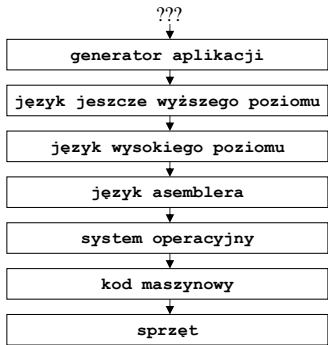 ???
generator aplikacji
język jeszcze wyższego poziomu
język wysokiego poziomu
język asemblera
system operacyjny
kod maszynowy
sprzęt